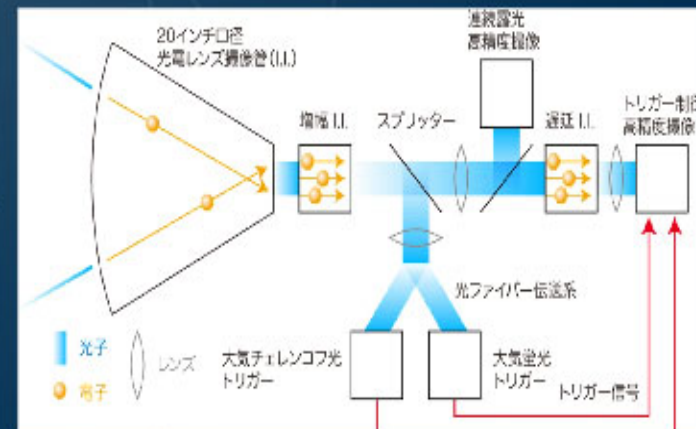 20インチ口径
光電レンズ撮像管(I.I.)
増幅 I.I.
スプリッター
連続露光
高精度撮像
遅延 I.I.
トリガー制御
高精度撮像
光ファイバー伝送系
光子
電子
レンズ
大気チェレンコフ光
トリガー
大気蛍光
トリガー
トリガー信号